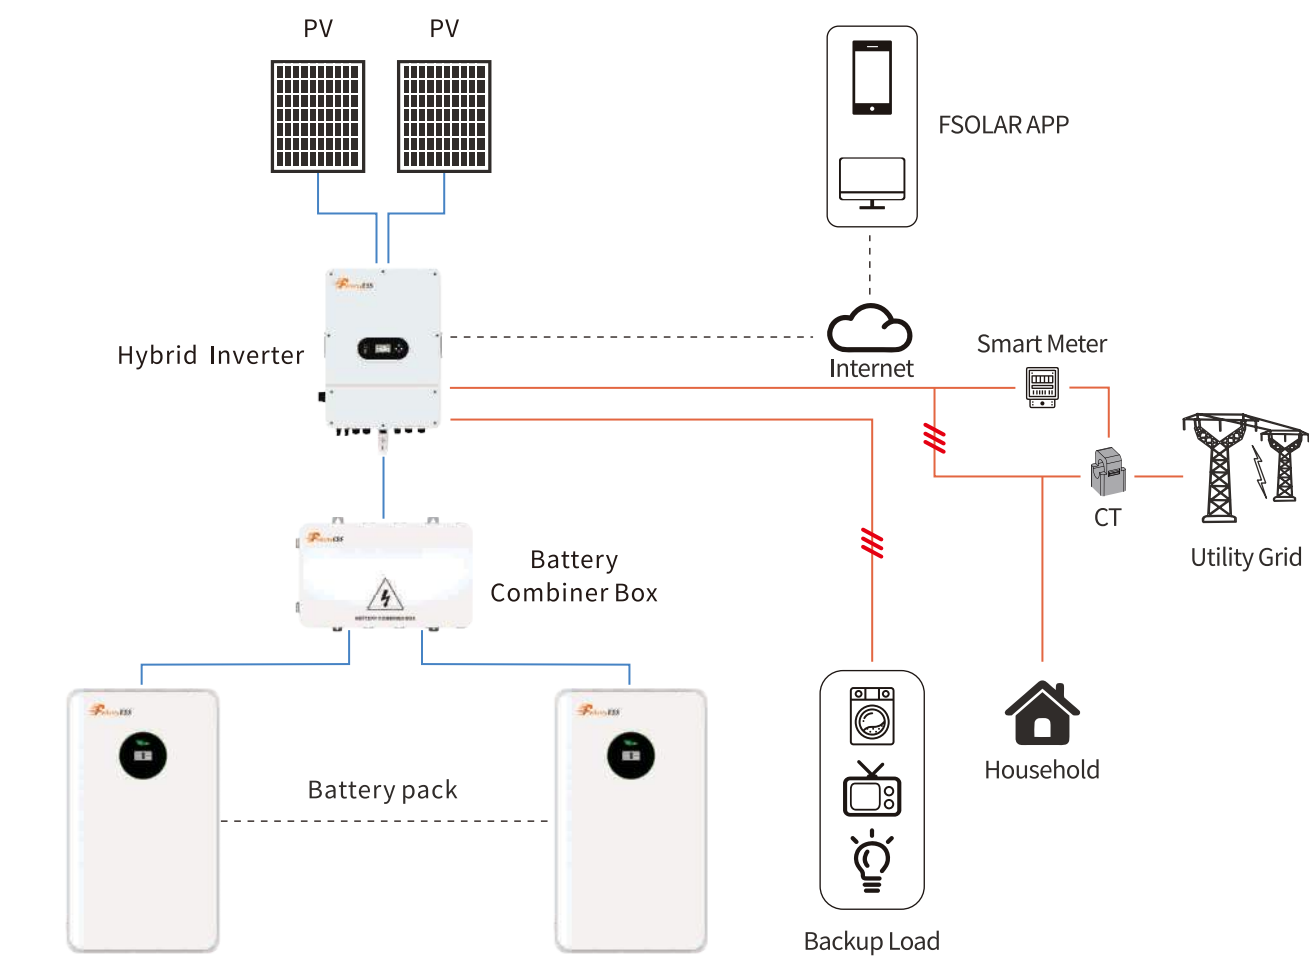 PV
PV
FSOLAR APP
Hybrid Inverter
Internet
Smart Meter
CT
Utility Grid
Battery
Combiner Box
Battery pack
Household
Backup Load